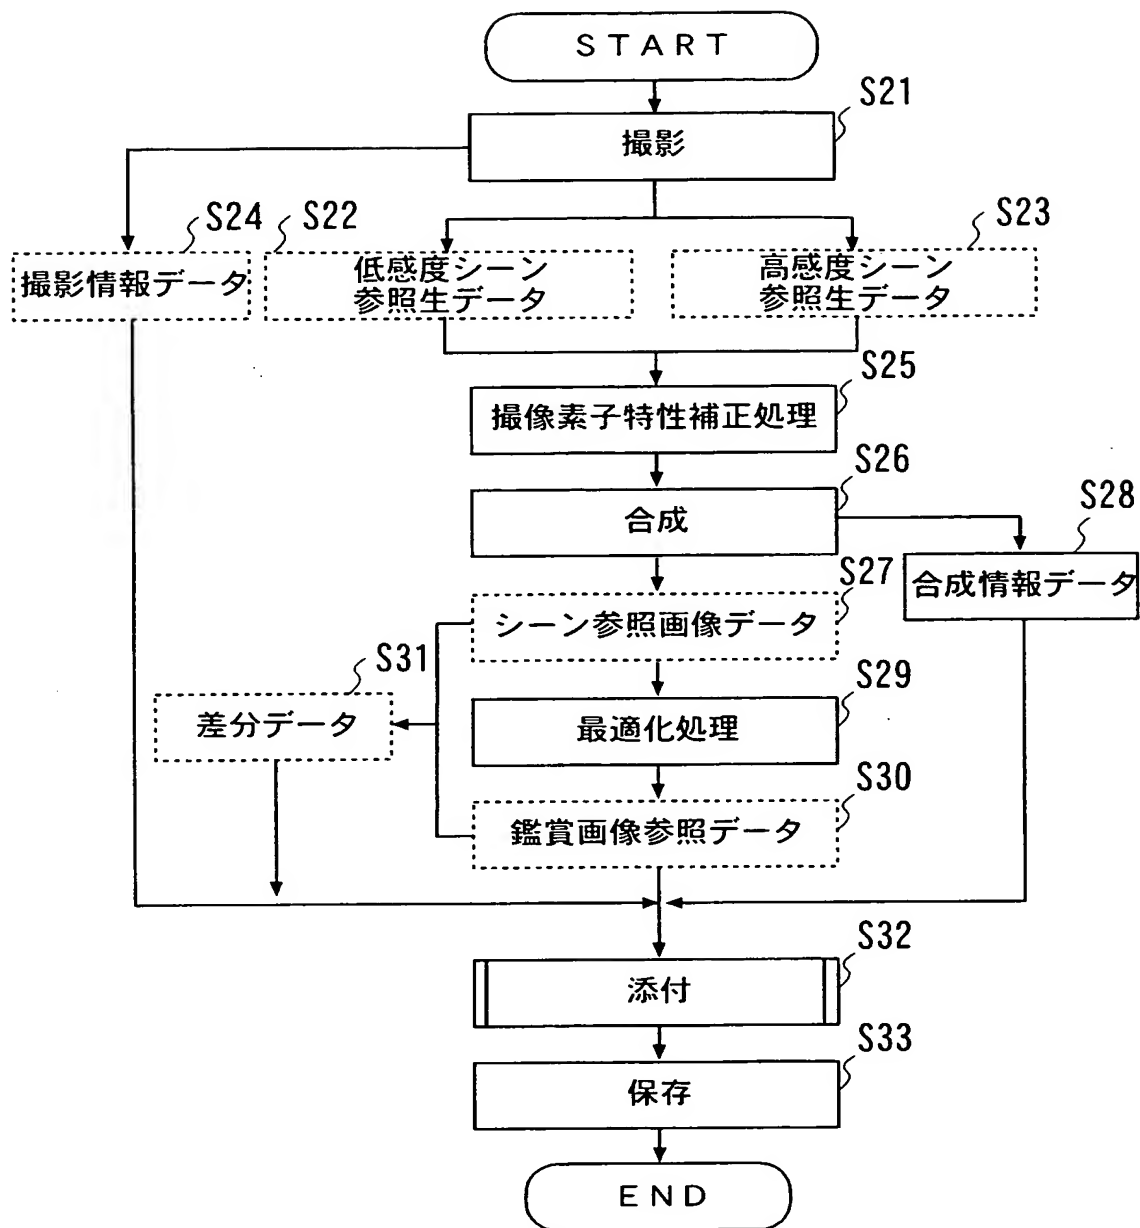 START
S21
撮影
S24
S22
S23
撮影情報データ
低感度シーン
参照生データ
高感度シーン
参照生データ
S25
撮像素子特性補正処理
S26
合成
S28
合成情報データ
S27
シーン参照画像データ
S31
差分データ
S29
最適化処理
S30
鑑賞画像参照データ
S32
添付
S33
保存
END